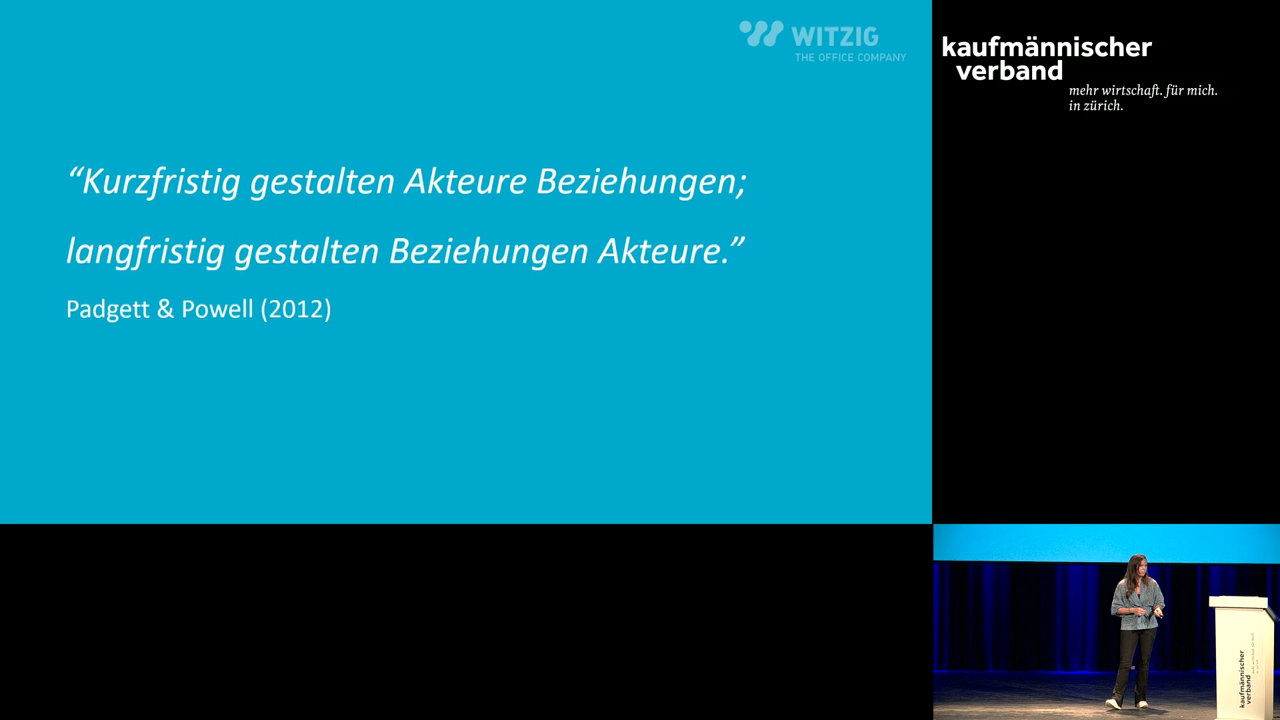 WITZIG
THE OFFICE COMPANY
kaufmännischer
verband
mehr wirtschaft. für mich.
in zürich.
“Kurzfristig gestalten Akteure Beziehungen;
langfristig gestalten Beziehungen Akteure.”
Padgett & Powell (2012)
kaufmännischer
verband